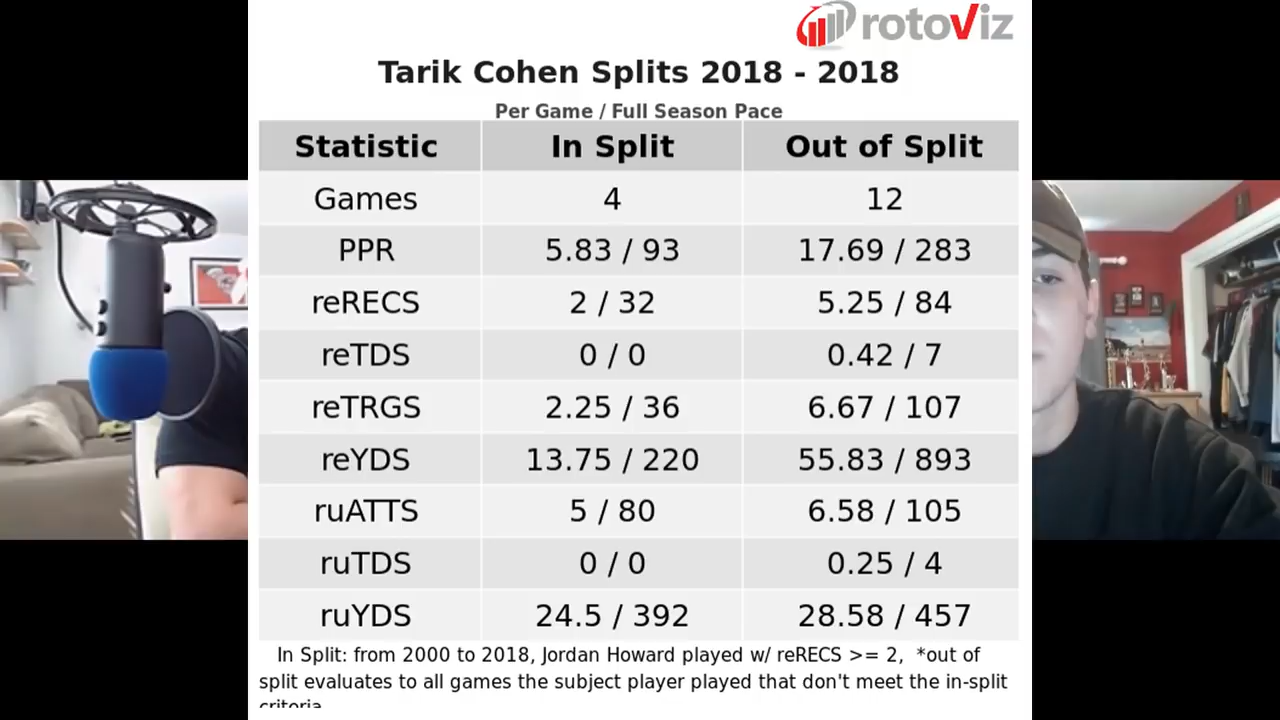 rotoViz
Tarik Cohen Splits 2018 - 2018
Per Game / Full Season Pace
Statistic In Split Out of Split
Games 4 12
PPR 5.83 / 93 17.69 / 283
reRECS 2 / 32 5.25 / 84
reTDS 0 / 0 0.42 / 7
reTRGS 2.25 / 36 6.67 / 107
reYDS 13.75 / 220 55.83 / 893
ruATTS 5 / 80 6.58 / 105
ruTDS 0 / 0 0.25 / 4
ruYDS 24.5 / 392 28.58 / 457
In Split: from 2000 to 2018, Jordan Howard played w/ reRECS >= 2, *out of
split evaluates to all games the subject player played that don't meet the in-split
criteria